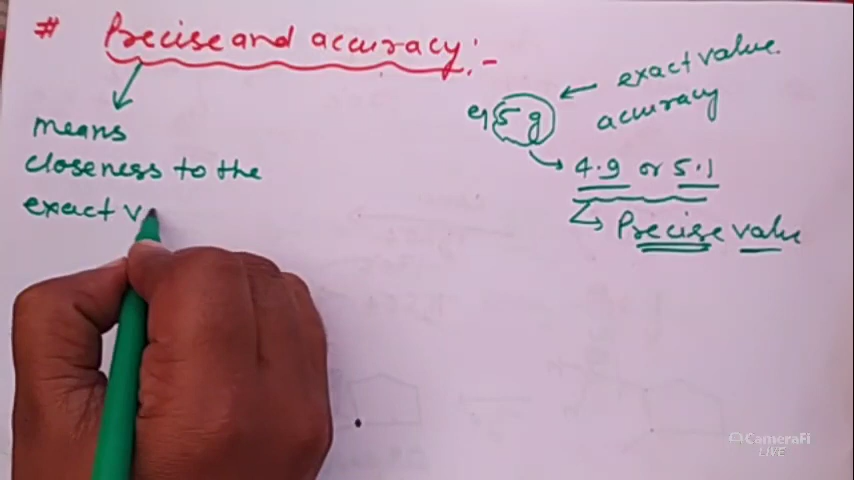 # Precise and accuracy :-
means
closeness to the
exact v
eg 5 g ← exact value.
accuracy
4.9 or 5.1
Precise value
CameraFi
LIVE